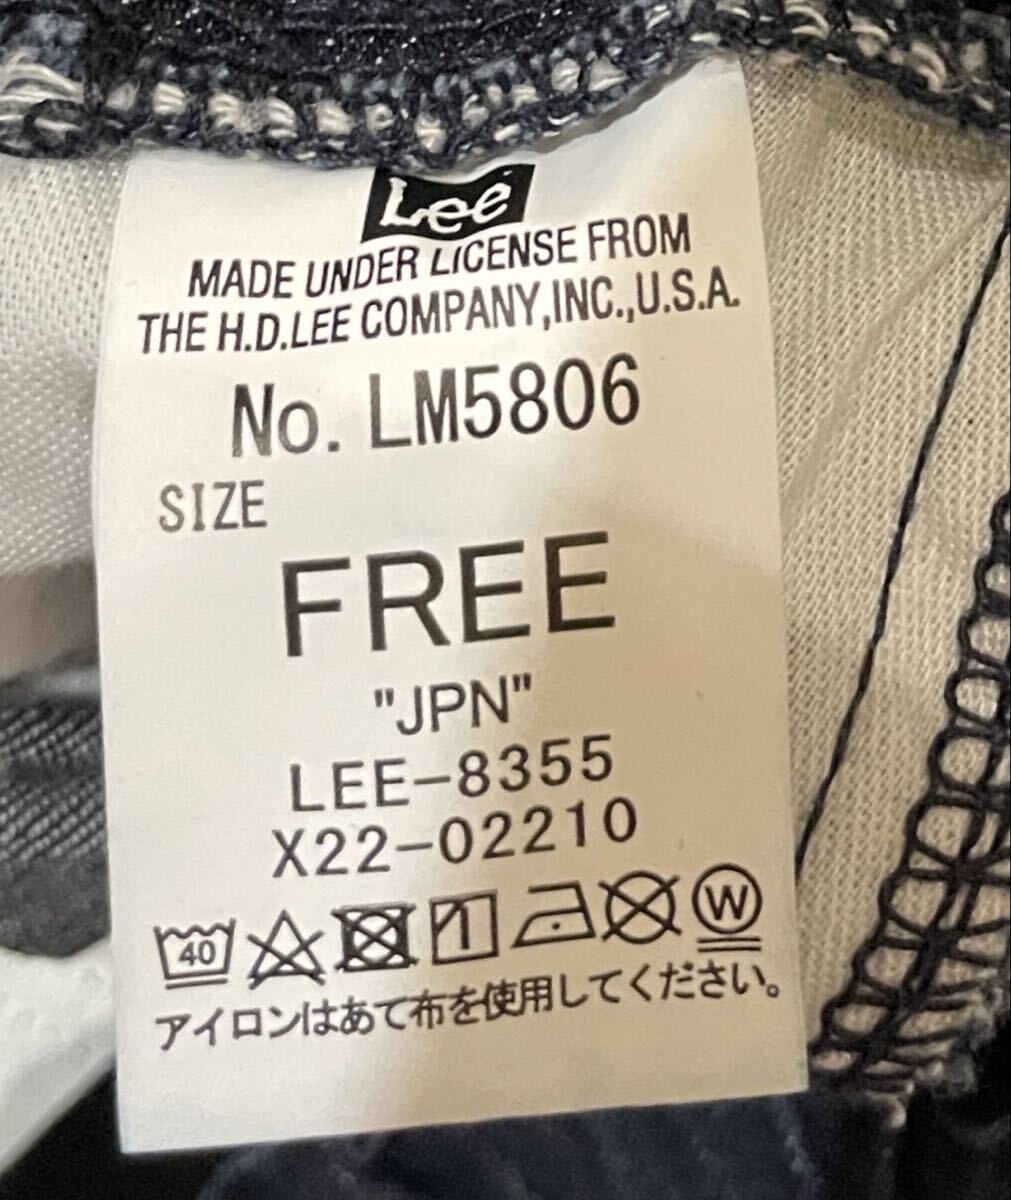 Lee
MADE UNDER LICENSE FROM
THE H.D.LEE COMPANY,INC.,U.S.A.
No. LM5806
SIZE
FREE
"JPN"
LEE-8355
X22-02210
40 W
アイロンはあて布を使用してください。